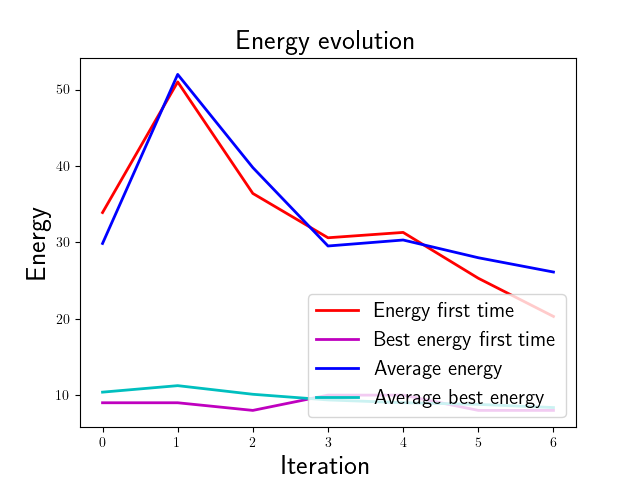 Energy evolution
Energy
50
40
30
20
10
Energy first time
Best energy first time
Average energy
Average best energy
0 1 2 3 4 5 6
Iteration